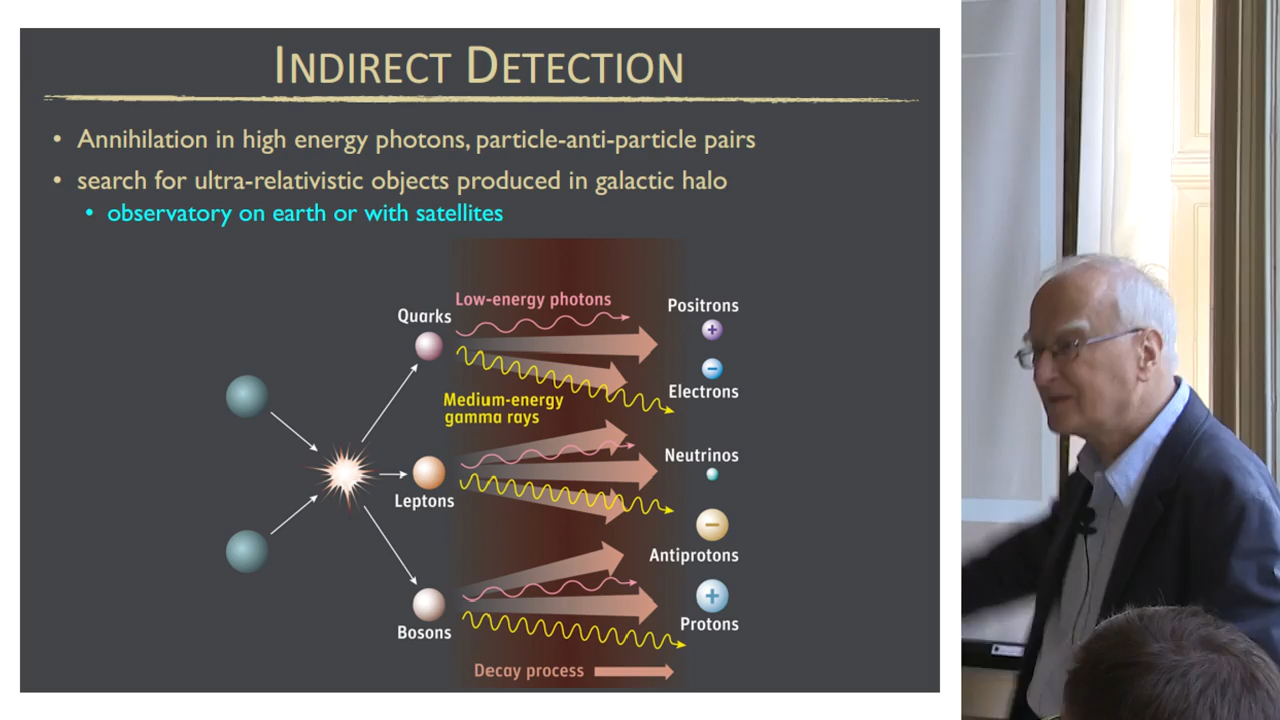 INDIRECT DETECTION
• Annihilation in high energy photons, particle-anti-particle pairs
• search for ultra-relativistic objects produced in galactic halo
• observatory on earth or with satellites
Low-energy photons
Quarks
Positrons
+
−
Electrons
Medium-energy
gamma rays
Neutrinos
Leptons
−
Antiprotons
+
Protons
Bosons
Decay process